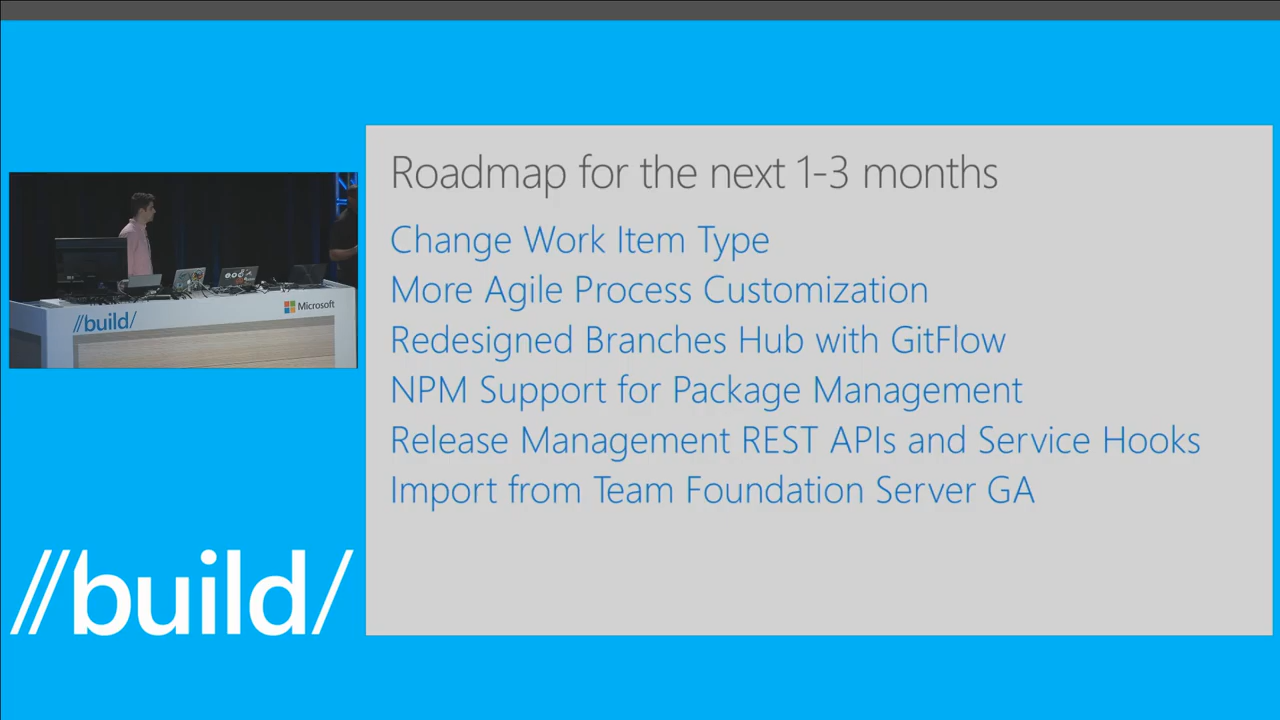 Roadmap for the next 1-3 months
Change Work Item Type
More Agile Process Customization
Redesigned Branches Hub with GitFlow
NPM Support for Package Management
Release Management REST APIs and Service Hooks
Import from Team Foundation Server GA
Microsoft
//build/
//build/